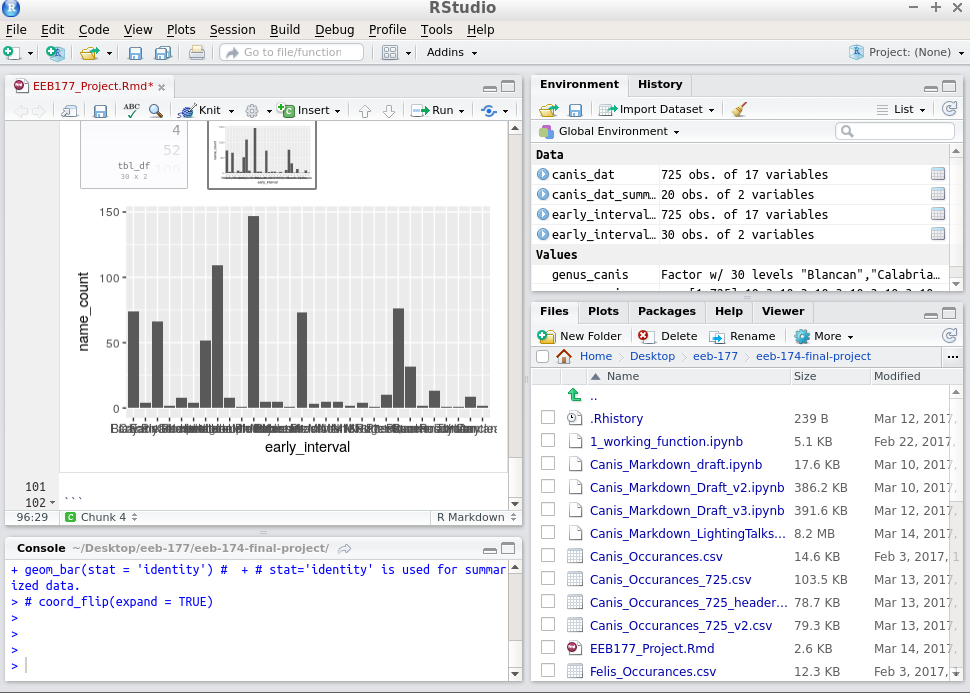 RStudio
File Edit Code View Plots Session Build Debug Profile Tools Help
Go to file/function Addins Project: (None)
EEB177_Project.Rmd*
ABC Knit Insert Run
4
52
tbl_df
30 x 2
name_count
early_interval
150
100
50
0
name_count
early_interval
101
102
```
96:29 Chunk 4 R Markdown
Console ~/Desktop/eeb-177/eeb-174-final-project/
+ geom_bar(stat = 'identity') #  + # stat='identity' is used for summar
ized data.
> # coord_flip(expand = TRUE)
>
>
>
>
Environment History
Import Dataset List
Global Environment
Data
canis_dat 725 obs. of 17 variables
canis_dat_summ… 20 obs. of 2 variables
early_interval… 725 obs. of 17 variables
early_interval… 30 obs. of 2 variables
Values
genus_canis Factor w/ 30 levels "Blancan","Calabria…
Files Plots Packages Help Viewer
New Folder Delete Rename More
Home Desktop eeb-177 eeb-174-final-project ...
Name Size Modified
..
.Rhistory 239 B Mar 12, 2017,
1_working_function.ipynb 5.1 KB Feb 22, 2017,
Canis_Markdown_draft.ipynb 17.6 KB Mar 10, 2017,
Canis_Markdown_Draft_v2.ipynb 386.2 KB Mar 10, 2017,
Canis_Markdown_Draft_v3.ipynb 391.6 KB Mar 12, 2017,
Canis_Markdown_LightingTalks... 8.2 MB Mar 14, 2017,
Canis_Occurances.csv 14.6 KB Feb 3, 2017, 1
Canis_Occurances_725.csv 103.5 KB Mar 13, 2017,
Canis_Occurances_725_header... 78.7 KB Mar 13, 2017,
Canis_Occurances_725_v2.csv 79.3 KB Mar 13, 2017,
EEB177_Project.Rmd 2.6 KB Mar 14, 2017,
Felis_Occurances.csv 12.3 KB Feb 3, 2017,